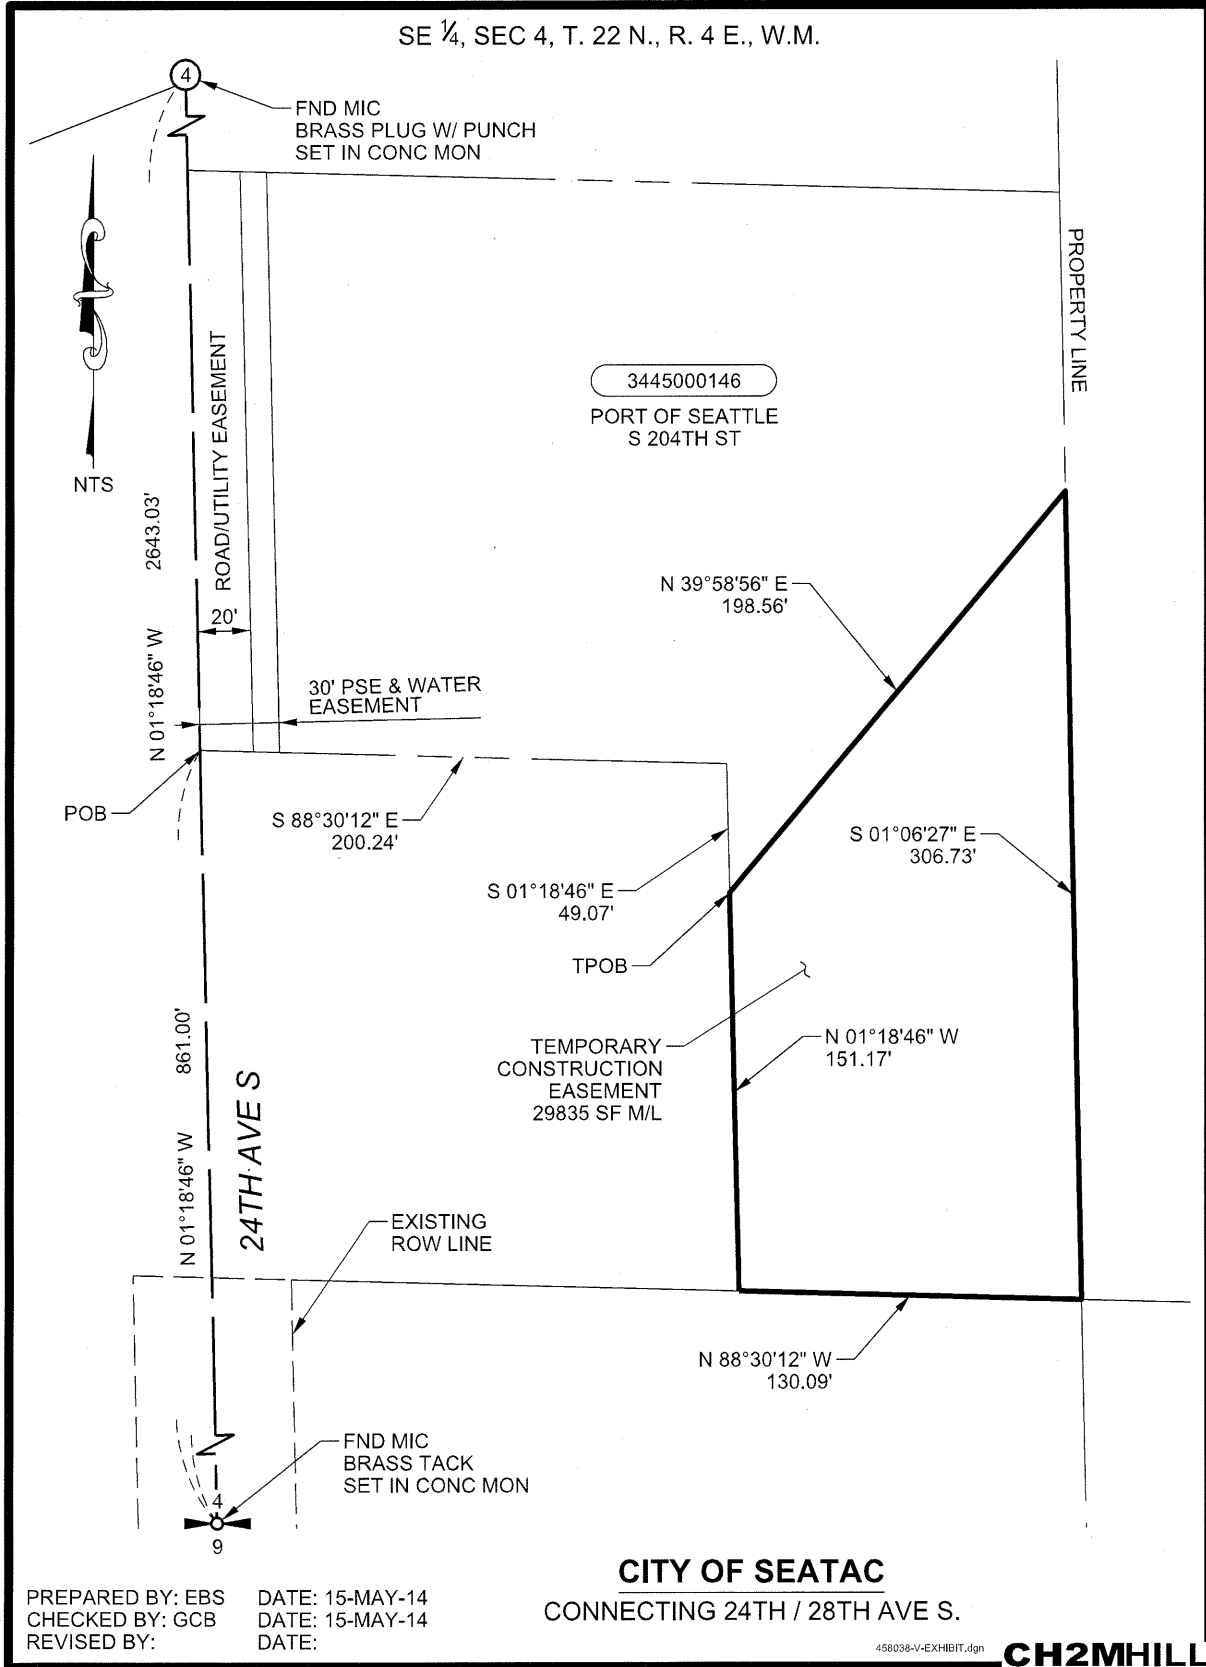 SE ¼, SEC 4, T. 22 N., R. 4 E., W.M.
4
FND MIC
BRASS PLUG W/ PUNCH
SET IN CONC MON
PROPERTY LINE
ROAD/UTILITY EASEMENT
3445000146
PORT OF SEATTLE
S 204TH ST
NTS
2643.03'
N 01°18'46" W
20'
N 39°58'56" E
198.56'
30' PSE & WATER
EASEMENT
POB
S 88°30'12" E
200.24'
S 01°06'27" E
306.73'
S 01°18'46" E
49.07'
TPOB
861.00'
N 01°18'46" W
24TH AVE S
TEMPORARY
CONSTRUCTION
EASEMENT
29835 SF M/L
N 01°18'46" W
151.17'
EXISTING
ROW LINE
N 88°30'12" W
130.09'
FND MIC
BRASS TACK
SET IN CONC MON
4
9
CITY OF SEATAC
CONNECTING 24TH / 28TH AVE S.
PREPARED BY: EBS DATE: 15-MAY-14
CHECKED BY: GCB DATE: 15-MAY-14
REVISED BY: DATE:
458038-V-EXHIBIT.dgn
CH2MHILL